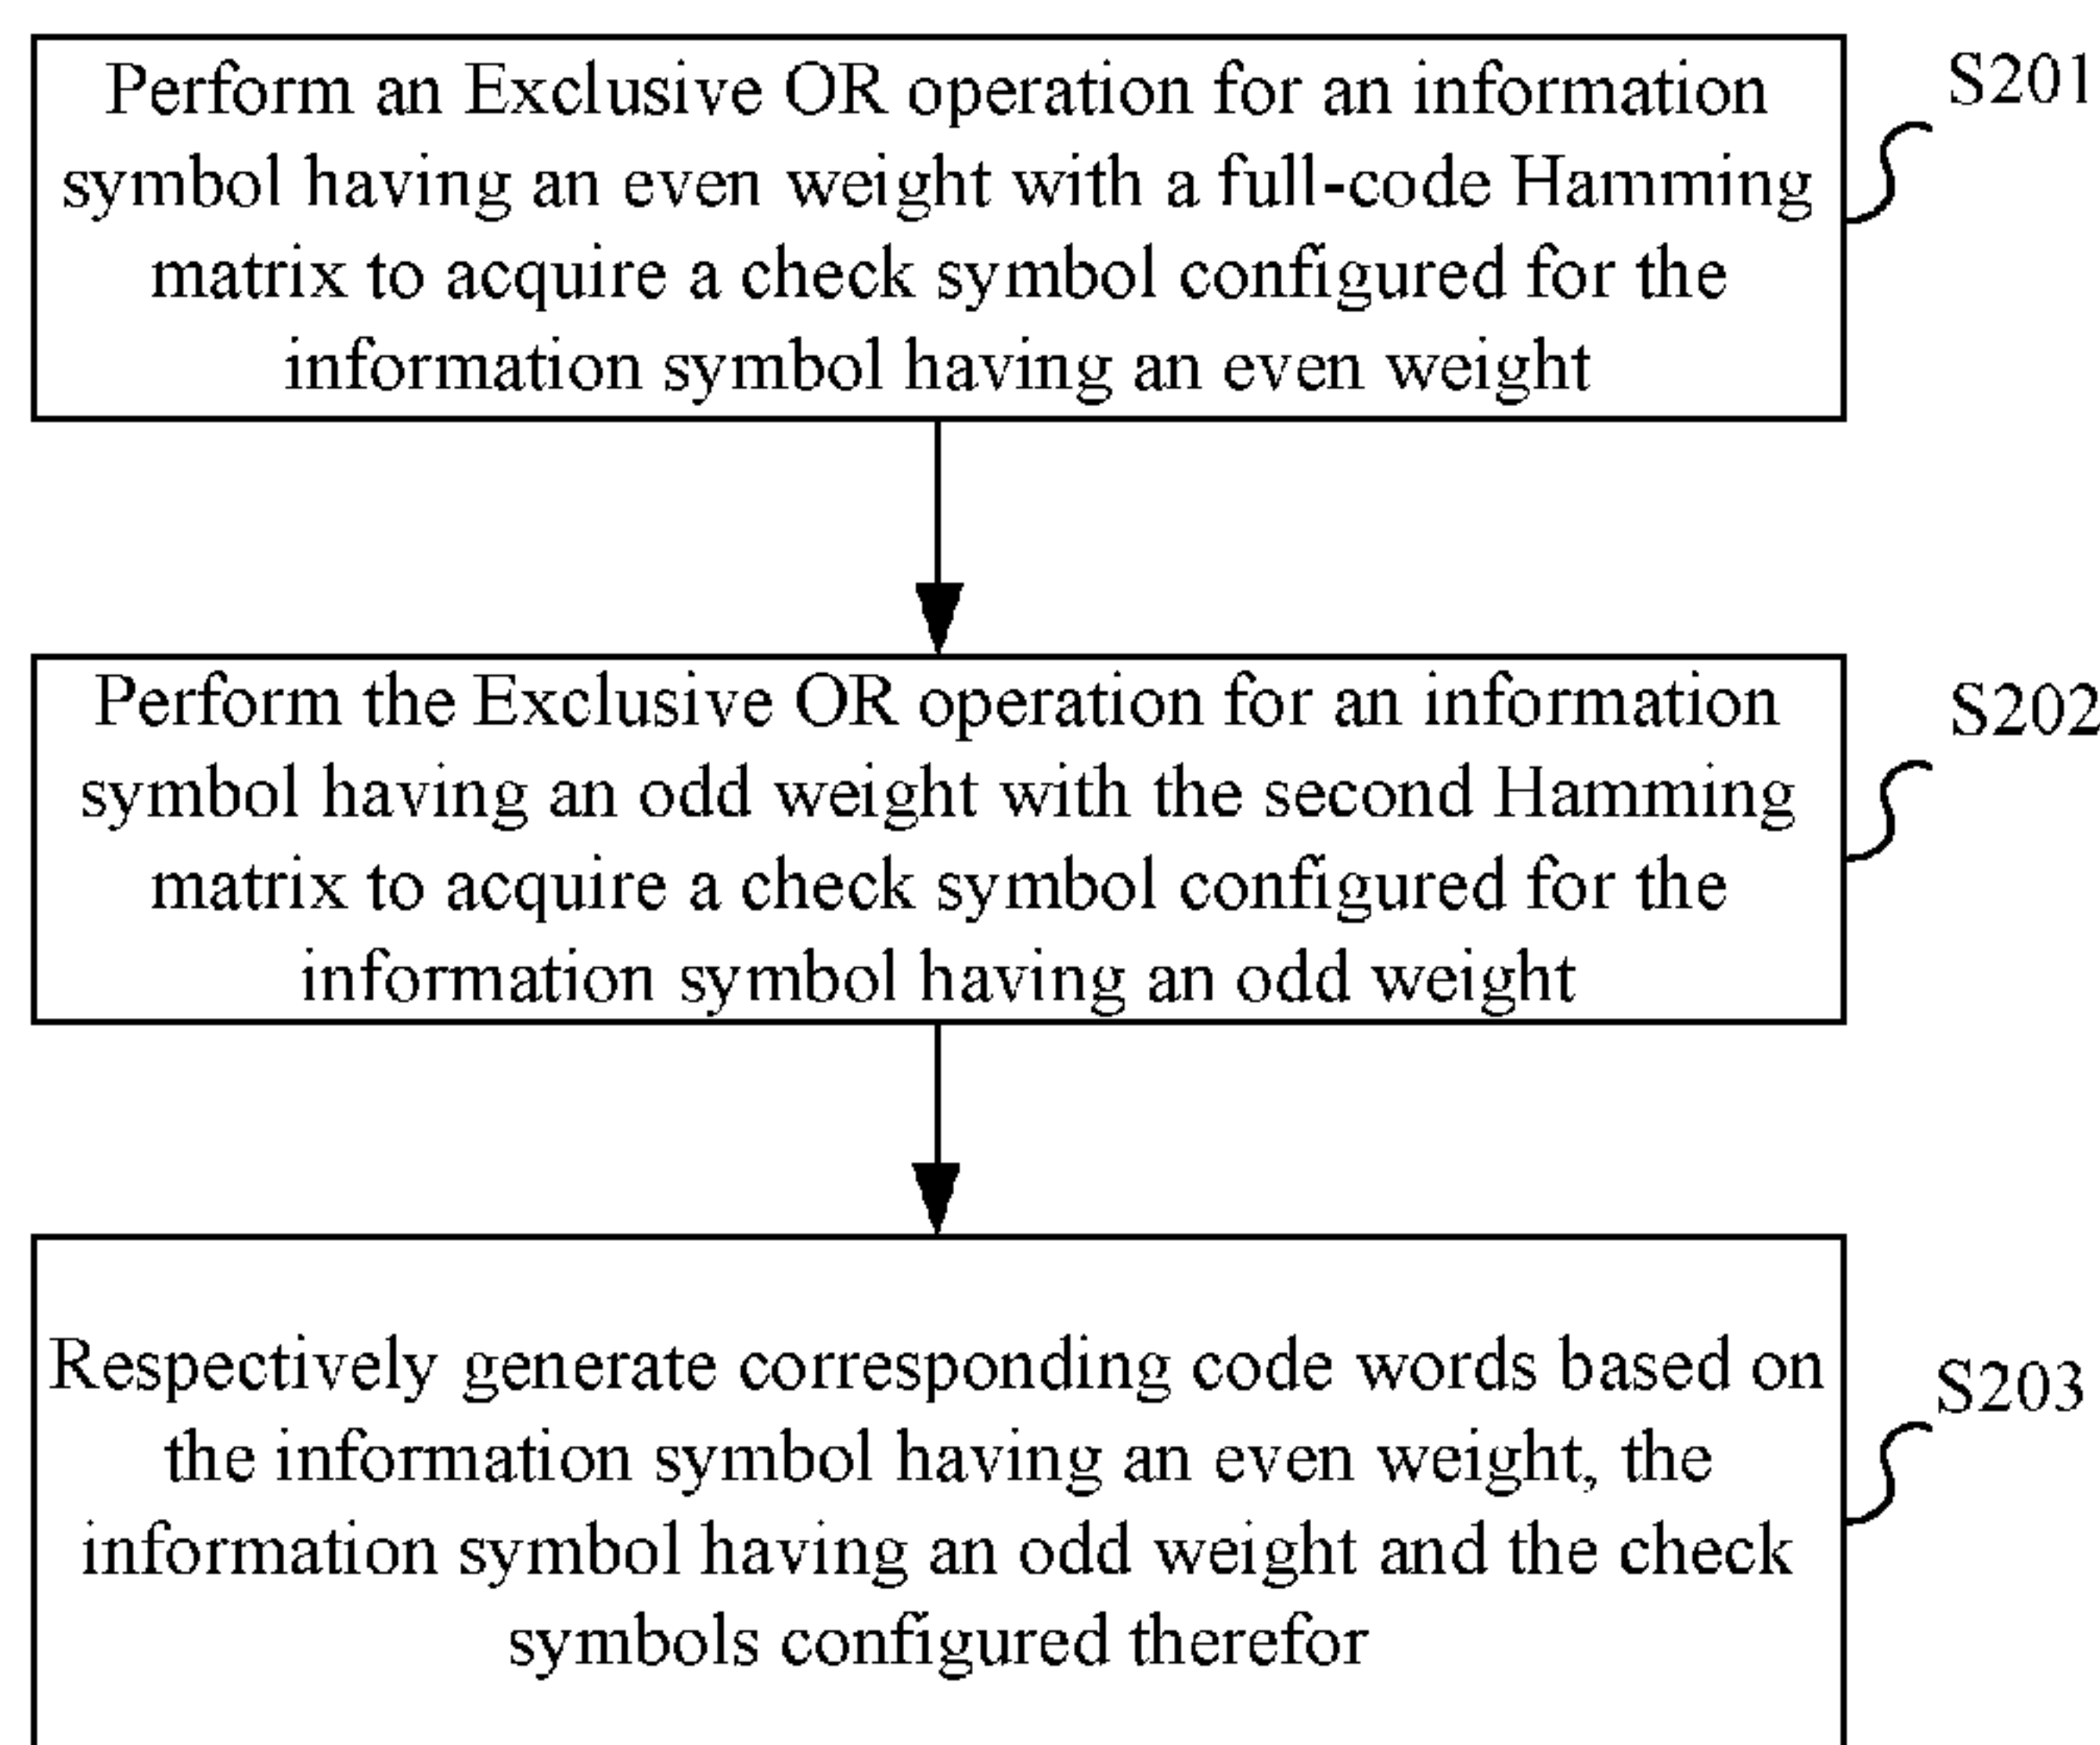 Perform an Exclusive OR operation for an information
symbol having an even weight with a full-code Hamming
matrix to acquire a check symbol configured for the
information symbol having an even weight
S201
Perform the Exclusive OR operation for an information
symbol having an odd weight with the second Hamming
matrix to acquire a check symbol configured for the
information symbol having an odd weight
S202
Respectively generate corresponding code words based on
the information symbol having an even weight, the
information symbol having an odd weight and the check
symbols configured therefor
S203